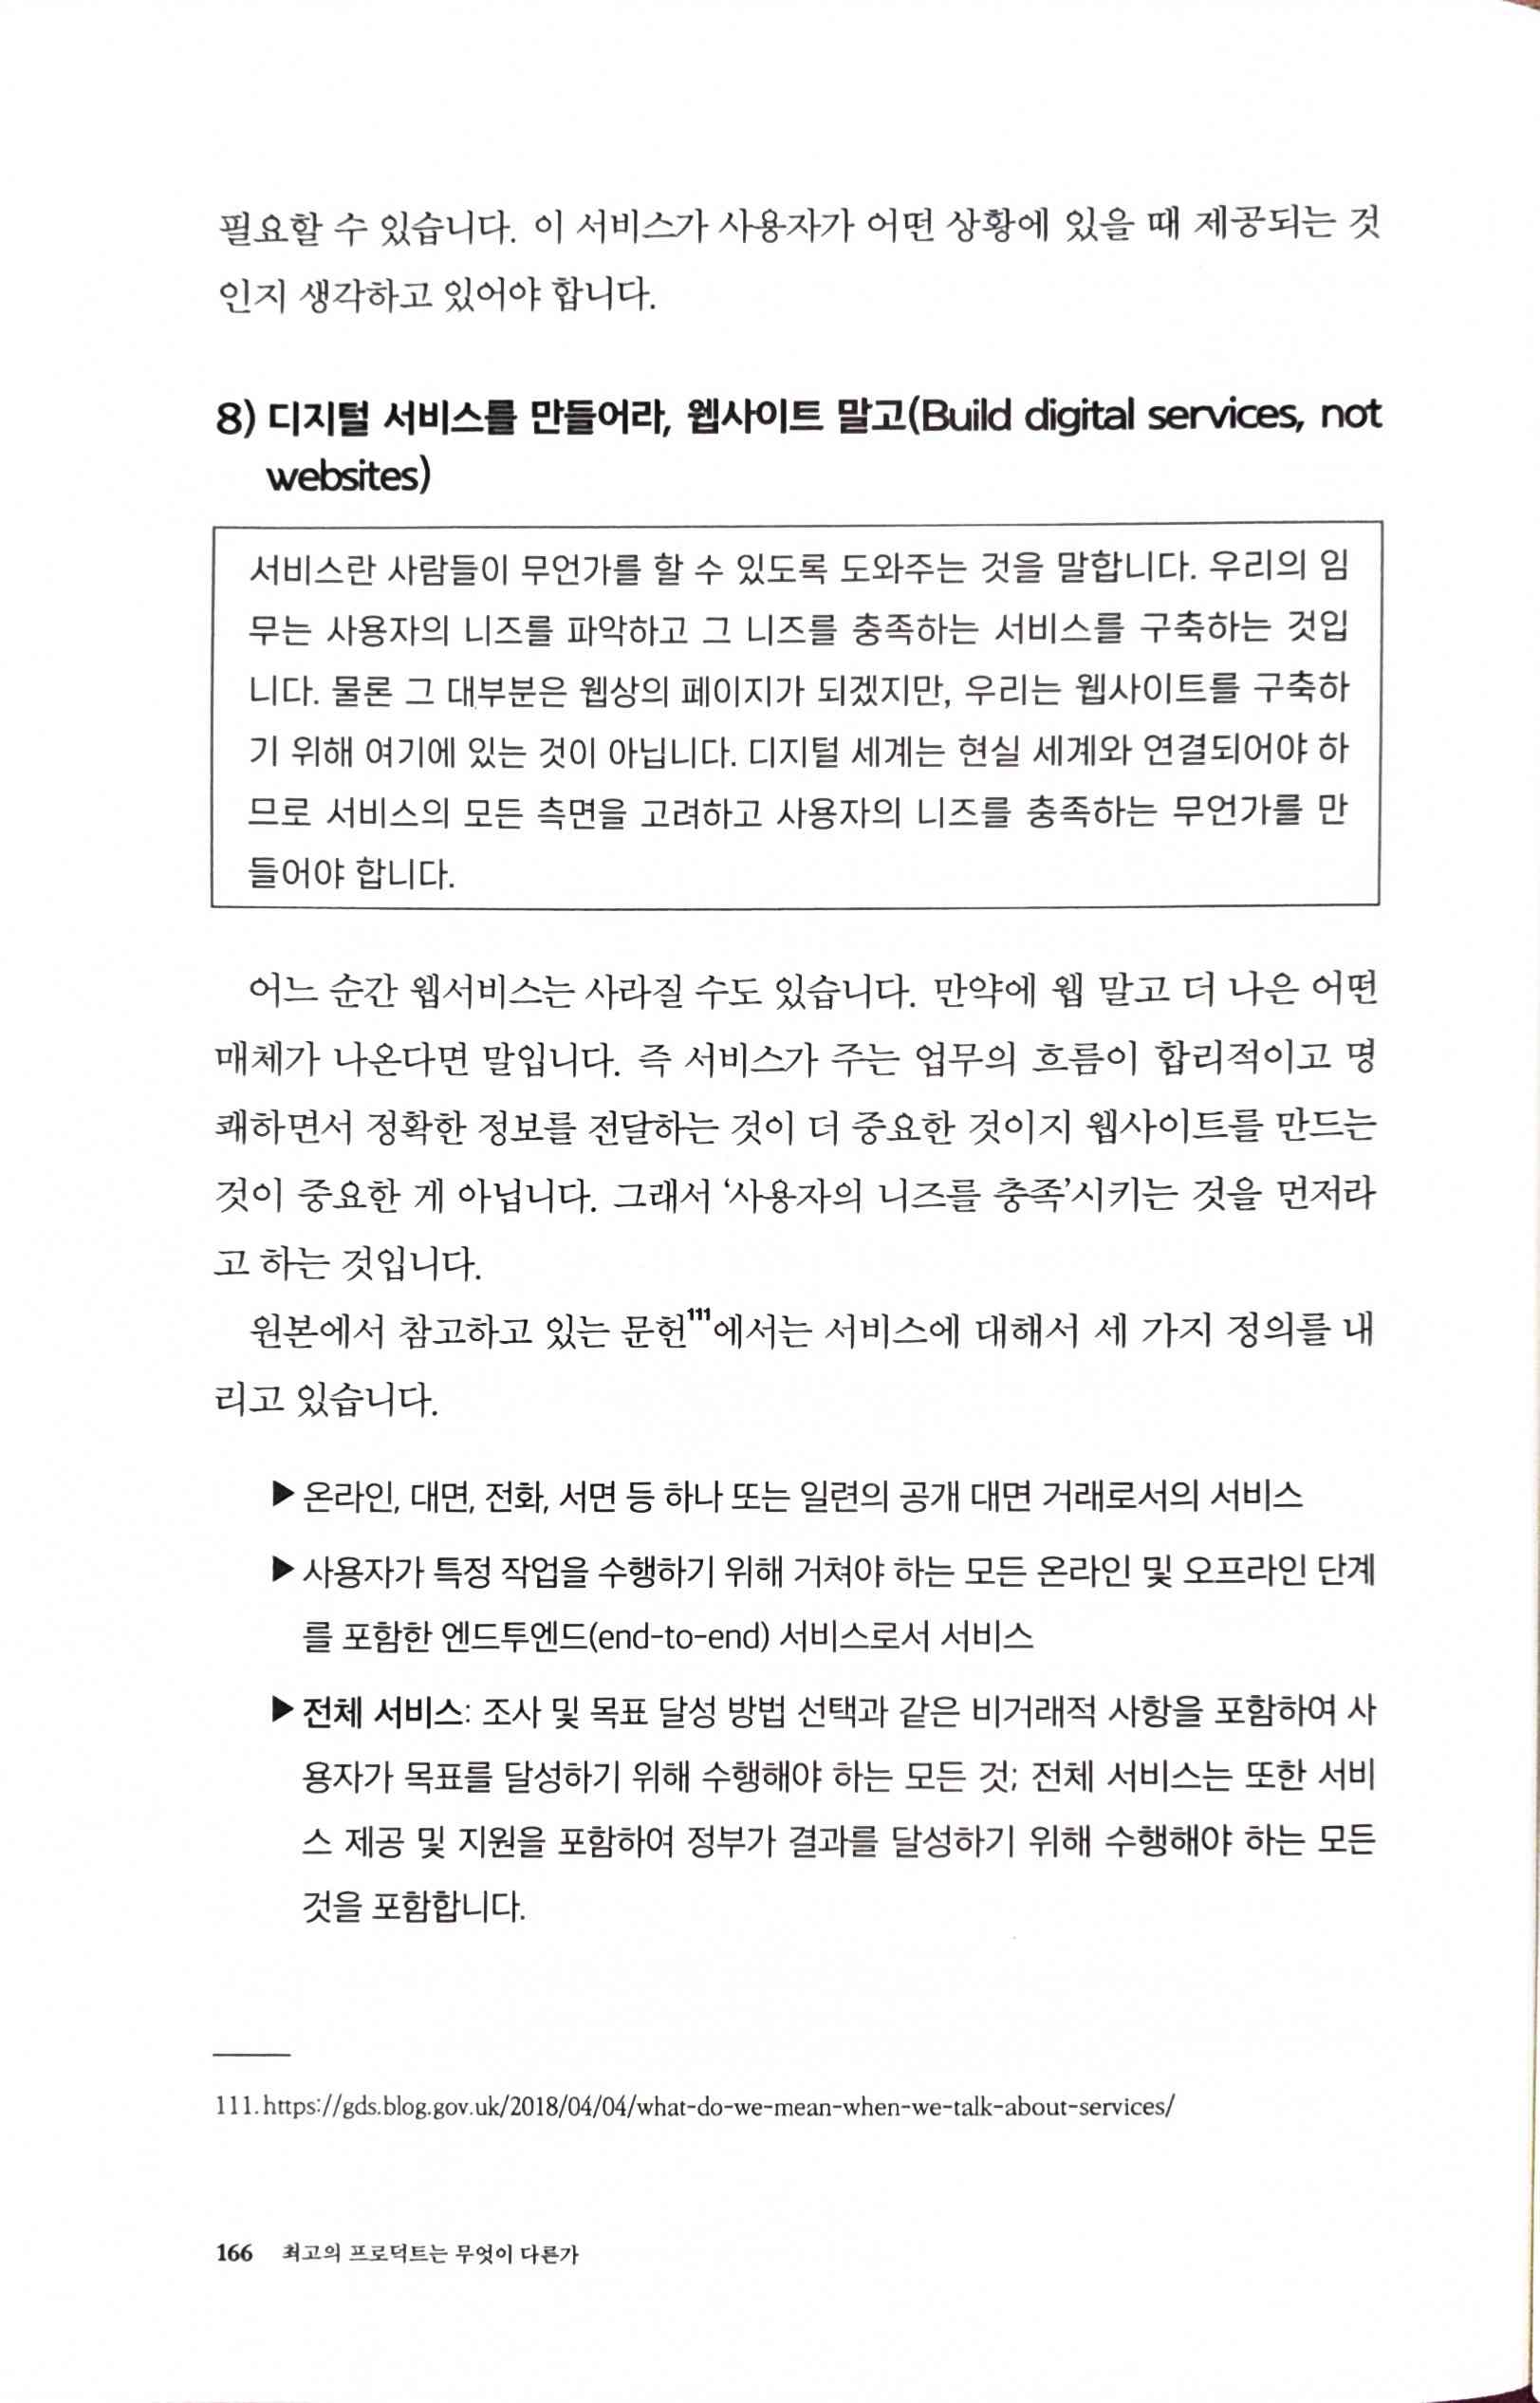 필요할 수 있습니다. 이 서비스가 사용자가 어떤 상황에 있을 때 제공되는 것
인지 생각하고 있어야 합니다.
8) 디지털 서비스를 만들어라, 웹사이트 말고(Build digital services, not
websites)
서비스란 사람들이 무언가를 할 수 있도록 도와주는 것을 말합니다. 우리의 임
무는 사용자의 니즈를 파악하고 그 니즈를 충족하는 서비스를 구축하는 것입
니다. 물론 그 대부분은 웹상의 페이지가 되겠지만, 우리는 웹사이트를 구축하
기 위해 여기에 있는 것이 아닙니다. 디지털 세계는 현실 세계와 연결되어야 하
므로 서비스의 모든 측면을 고려하고 사용자의 니즈를 충족하는 무언가를 만
들어야 합니다.
어느 순간 웹서비스는 사라질 수도 있습니다. 만약에 웹 말고 더 나은 어떤
매체가 나온다면 말입니다. 즉 서비스가 주는 업무의 흐름이 합리적이고 명
쾌하면서 정확한 정보를 전달하는 것이 더 중요한 것이지 웹사이트를 만드는
것이 중요한 게 아닙니다. 그래서 ‘사용자의 니즈를 충족’시키는 것을 먼저라
고 하는 것입니다.
원본에서 참고하고 있는 문헌111에서는 서비스에 대해서 세 가지 정의를 내
리고 있습니다.
▶온라인, 대면, 전화, 서면 등 하나 또는 일련의 공개 대면 거래로서의 서비스
▶사용자가 특정 작업을 수행하기 위해 거쳐야 하는 모든 온라인 및 오프라인 단계
를 포함한 엔드투엔드(end-to-end) 서비스로서 서비스
▶전체 서비스: 조사 및 목표 달성 방법 선택과 같은 비거래적 사항을 포함하여 사
용자가 목표를 달성하기 위해 수행해야 하는 모든 것; 전체 서비스는 또한 서비
스 제공 및 지원을 포함하여 정부가 결과를 달성하기 위해 수행해야 하는 모든
것을 포함합니다.
111.https://gds.blog.gov.uk/2018/04/04/what-do-we-mean-when-we-talk-about-services/
166 최고의 프로덕트는 무엇이 다른가